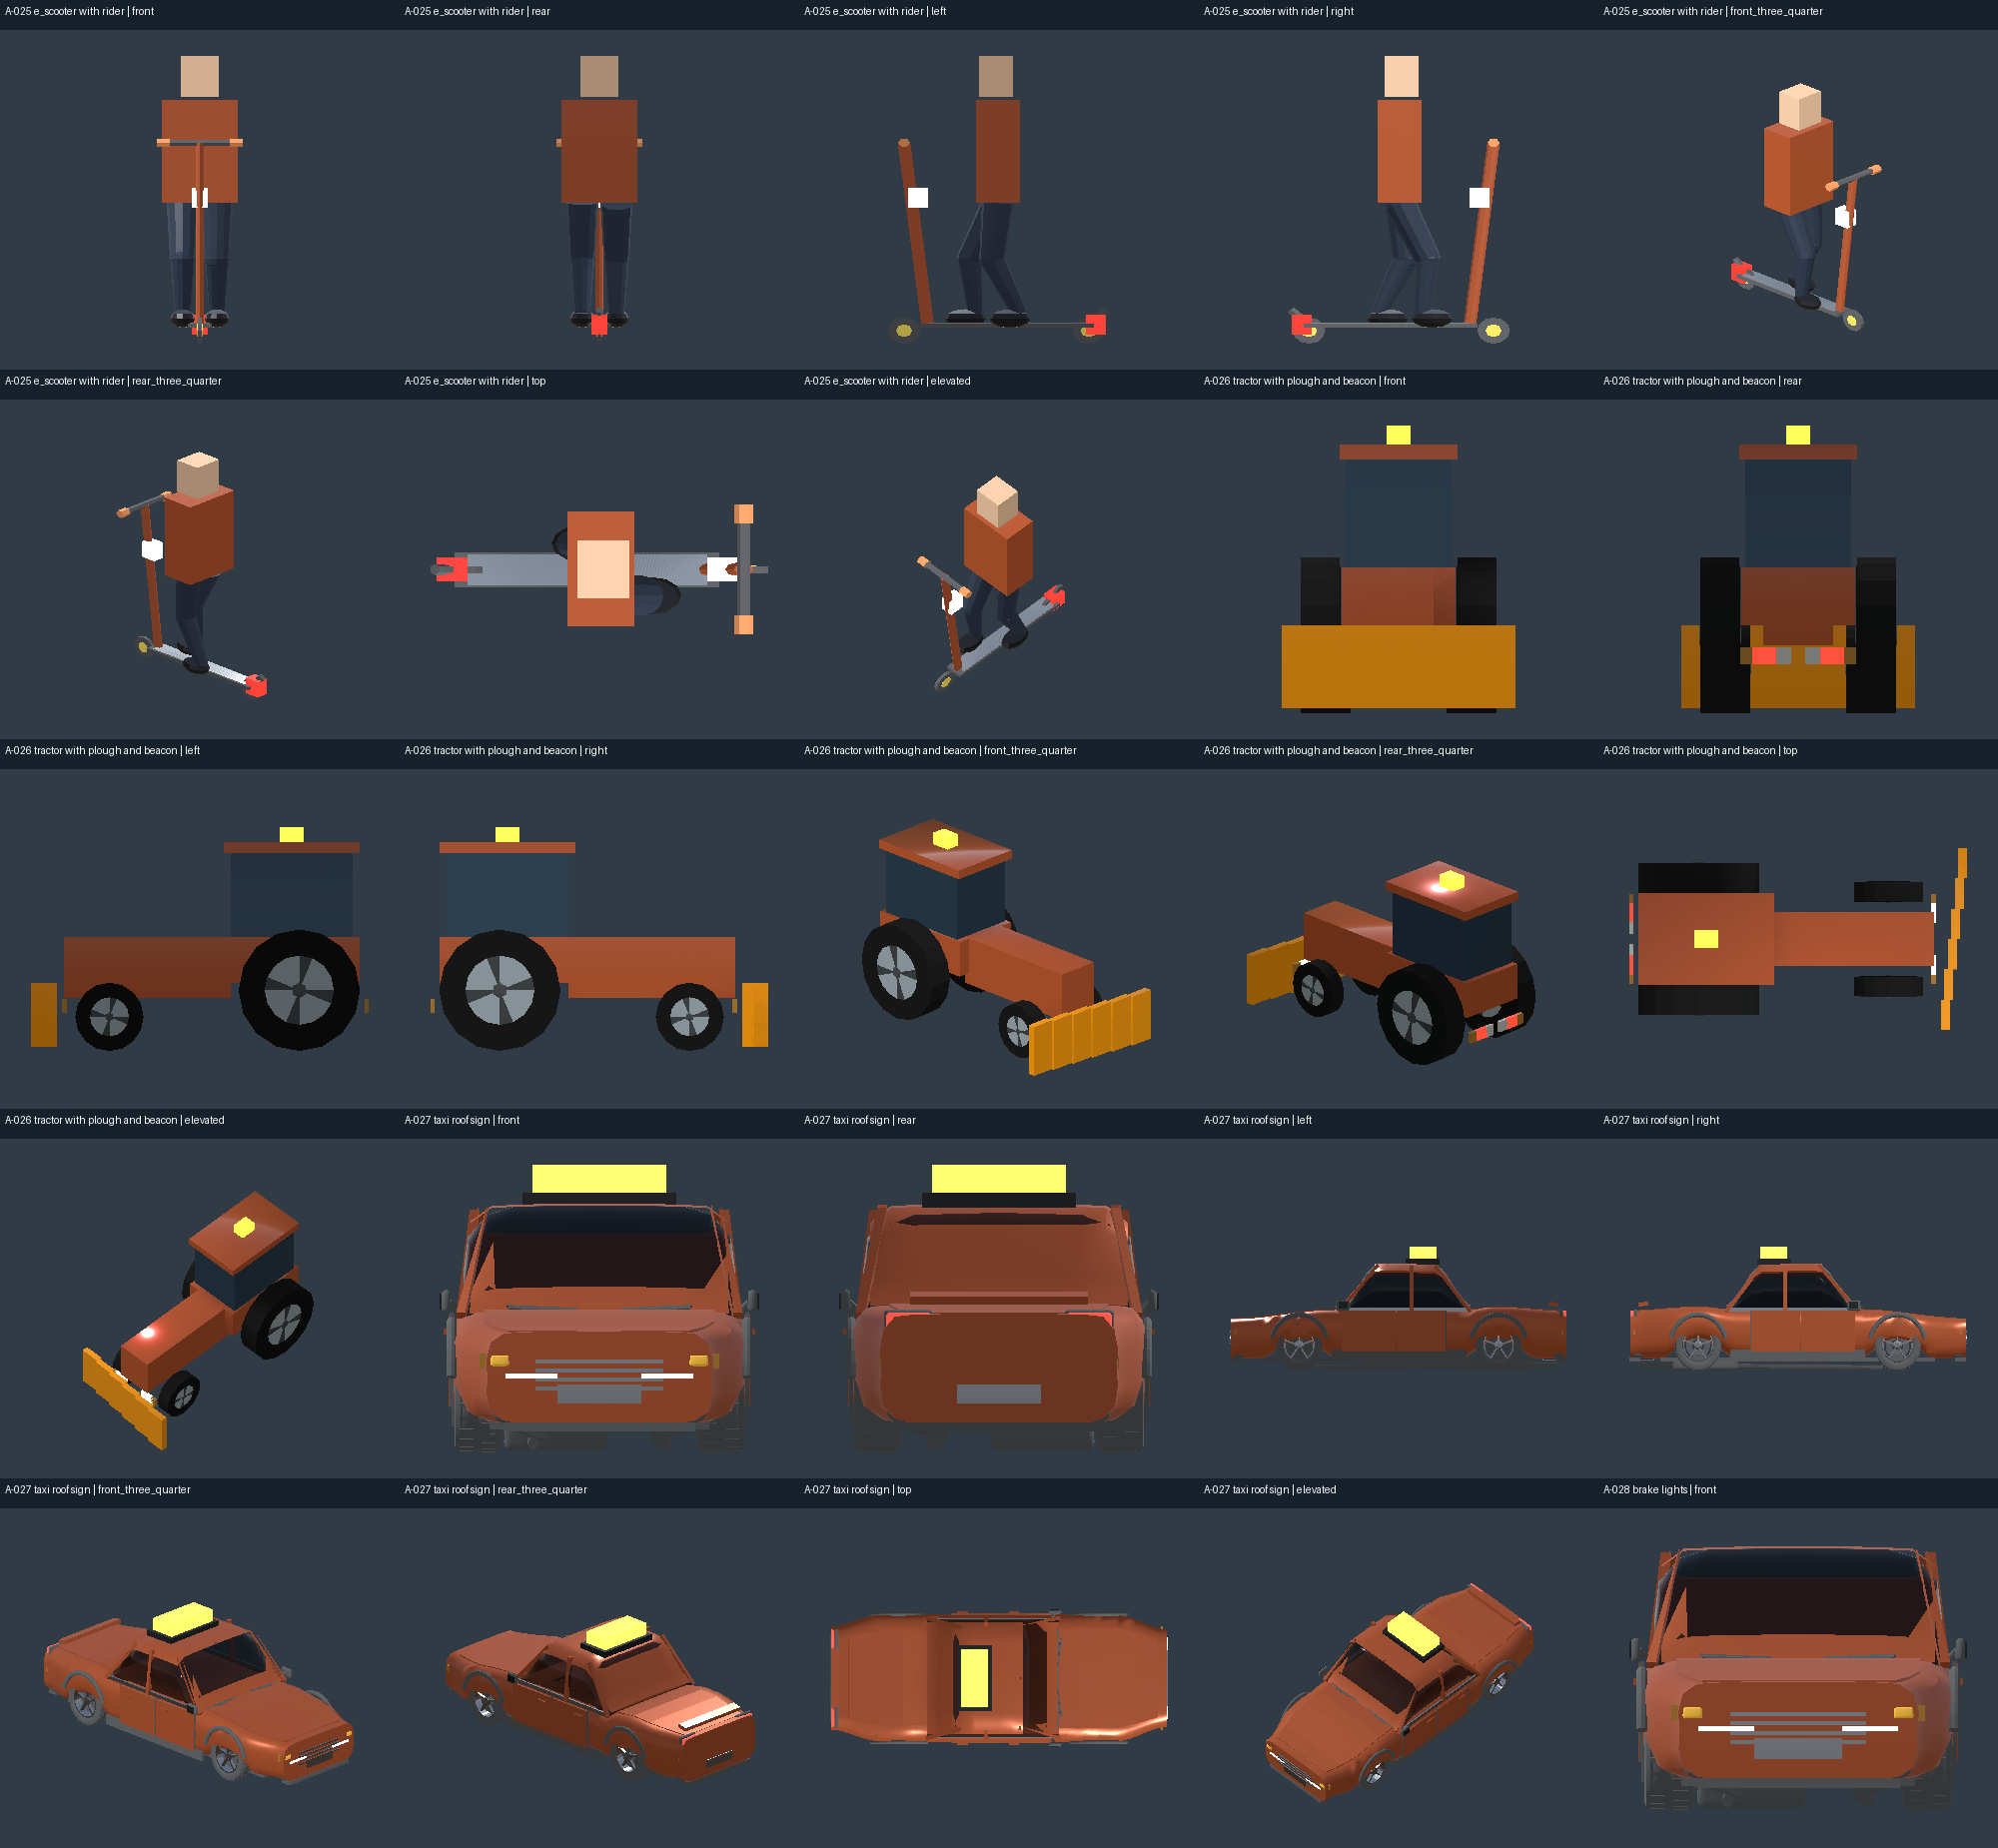 A-025 e_scooter with rider | front
A-025 e_scooter with rider | rear
A-025 e_scooter with rider | left
A-025 e_scooter with rider | right
A-025 e_scooter with rider | front_three_quarter
A-025 e_scooter with rider | rear_three_quarter
A-025 e_scooter with rider | top
A-025 e_scooter with rider | elevated
A-026 tractor with plough and beacon | front
A-026 tractor with plough and beacon | rear
A-026 tractor with plough and beacon | left
A-026 tractor with plough and beacon | right
A-026 tractor with plough and beacon | front_three_quarter
A-026 tractor with plough and beacon | rear_three_quarter
A-026 tractor with plough and beacon | top
A-026 tractor with plough and beacon | elevated
A-027 taxi roof sign | front
A-027 taxi roof sign | rear
A-027 taxi roof sign | left
A-027 taxi roof sign | right
A-027 taxi roof sign | front_three_quarter
A-027 taxi roof sign | rear_three_quarter
A-027 taxi roof sign | top
A-027 taxi roof sign | elevated
A-028 brake lights | front